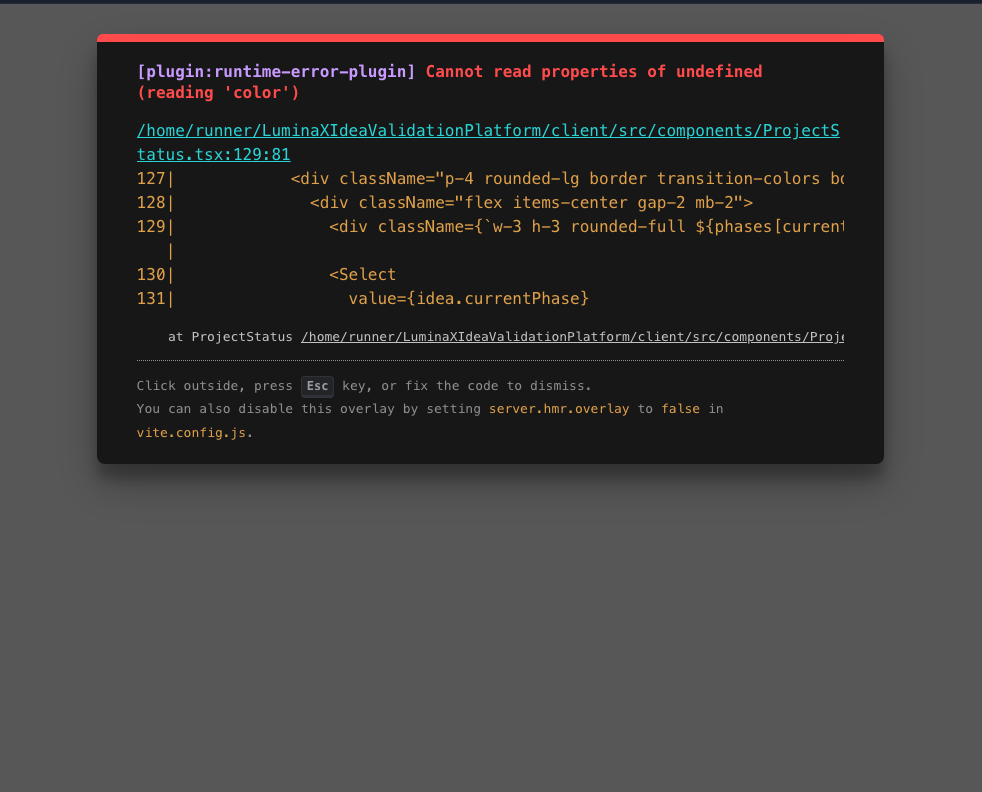 [plugin:runtime-error-plugin] Cannot read properties of undefined
(reading 'color')
/home/runner/LuminaXIdeaValidationPlatform/client/src/components/ProjectS
tatus.tsx:129:81
127|            <div className="p-4 rounded-lg border transition-colors bo
128|              <div className="flex items-center gap-2 mb-2">
129|                <div className={`w-3 h-3 rounded-full ${phases[current
|
130|                <Select
131|                  value={idea.currentPhase}
at ProjectStatus /home/runner/LuminaXIdeaValidationPlatform/client/src/components/Proje
Click outside, press Esc key, or fix the code to dismiss.
You can also disable this overlay by setting server.hmr.overlay to false in
vite.config.js.